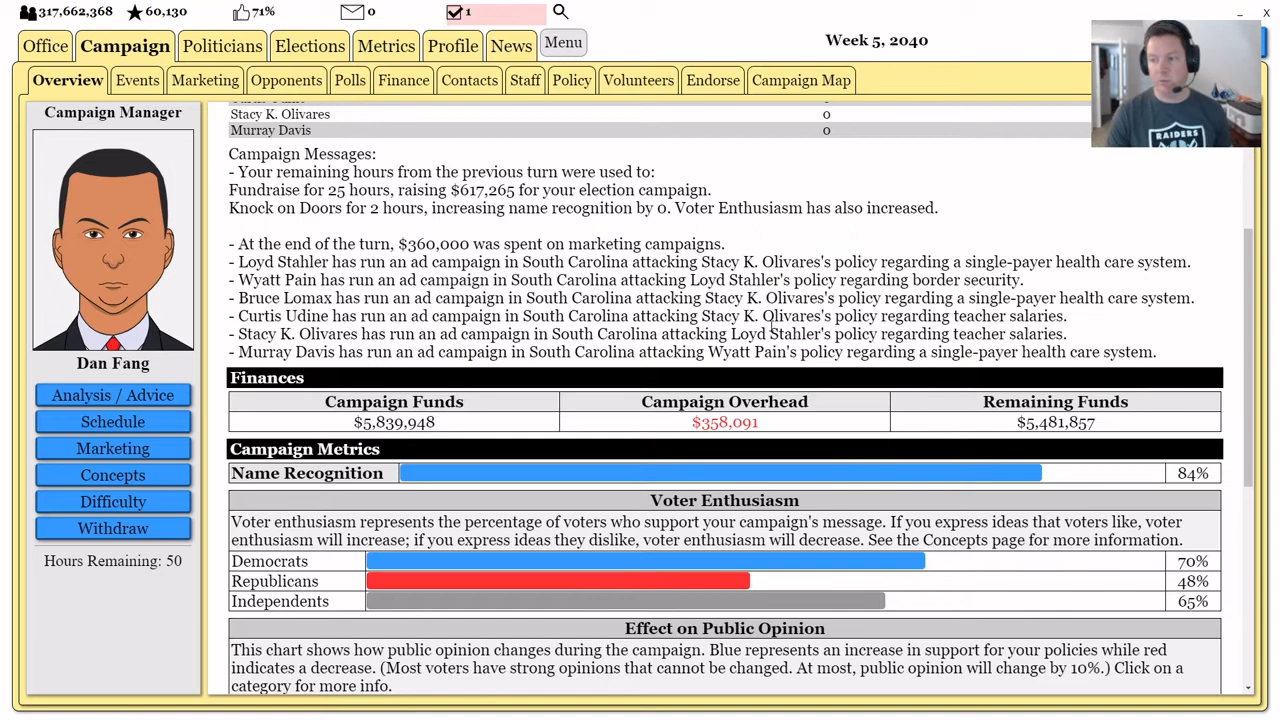 317,662,368 60,130 71% 0 1
Office Campaign Politicians Elections Metrics Profile News Menu Week 5, 2040
Overview Events Marketing Opponents Polls Finance Contacts Staff Policy Volunteers Endorse Campaign Map
Campaign Manager
Dan Fang
Analysis / Advice
Schedule
Marketing
Concepts
Difficulty
Withdraw
Hours Remaining: 50
RAIDERS
Stacy K. Olivares 0
Murray Davis 0
Campaign Messages:
- Your remaining hours from the previous turn were used to:
Fundraise for 25 hours, raising $617,265 for your election campaign.
Knock on Doors for 2 hours, increasing name recognition by 0. Voter Enthusiasm has also increased.
- At the end of the turn, $360,000 was spent on marketing campaigns.
- Loyd Stahler has run an ad campaign in South Carolina attacking Stacy K. Olivares's policy regarding a single-payer health care system.
- Wyatt Pain has run an ad campaign in South Carolina attacking Loyd Stahler's policy regarding border security.
- Bruce Lomax has run an ad campaign in South Carolina attacking Stacy K. Olivares's policy regarding a single-payer health care system.
- Curtis Udine has run an ad campaign in South Carolina attacking Stacy K. Olivares's policy regarding teacher salaries.
- Stacy K. Olivares has run an ad campaign in South Carolina attacking Loyd Stahler's policy regarding teacher salaries.
- Murray Davis has run an ad campaign in South Carolina attacking Wyatt Pain's policy regarding a single-payer health care system.
Finances
Campaign Funds Campaign Overhead Remaining Funds
$5,839,948 $358,091 $5,481,857
Campaign Metrics
Name Recognition 84%
Voter Enthusiasm
Voter enthusiasm represents the percentage of voters who support your campaign's message. If you express ideas that voters like, voter
enthusiasm will increase; if you express ideas they dislike, voter enthusiasm will decrease. See the Concepts page for more information.
Democrats 70%
Republicans 48%
Independents 65%
Effect on Public Opinion
This chart shows how public opinion changes during the campaign. Blue represents an increase in support for your policies while red
indicates a decrease. (Most voters have strong opinions that cannot be changed. At most, public opinion will change by 10%.) Click on a
category for more info.